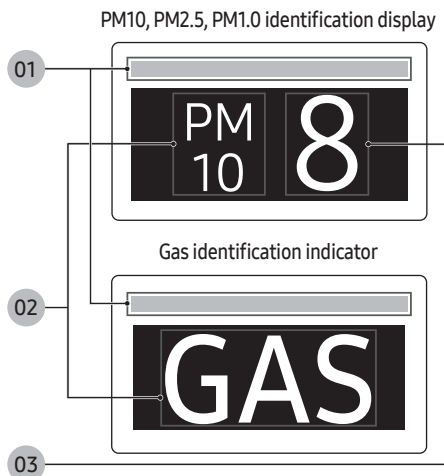 PM10, PM2.5, PM1.0 identification display
01
PM
10
8
Gas identification indicator
02
GAS
03